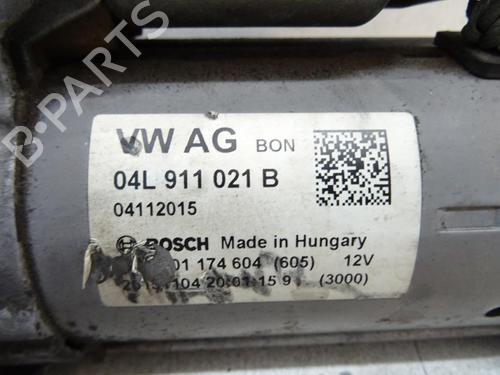 VW AG BON
04L 911 021 B
04112015
BOSCH Made in Hungary
01 174 604 (605) 12V
104 20:01:15 9 (3000)
B-PARTS